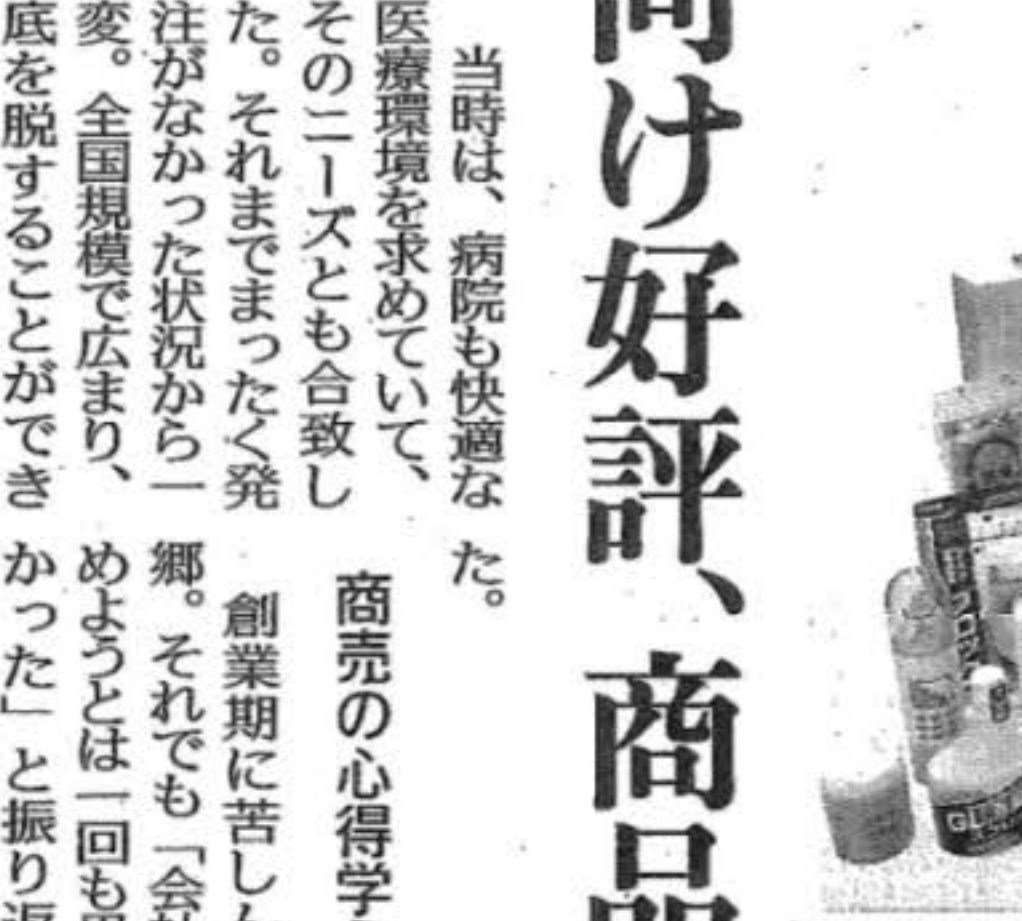 向け好評、商品
当時は、病院も快適な
医療環境を求めていて、
そのニーズとも合致し
た。それまでまったく発
注がなかった状況から一
変。全国規模で広まり、
底を脱することができ
た。
商売の心得学
創業期に苦し
郷。それでも「会社
めようとは一回も
かった」と振り返